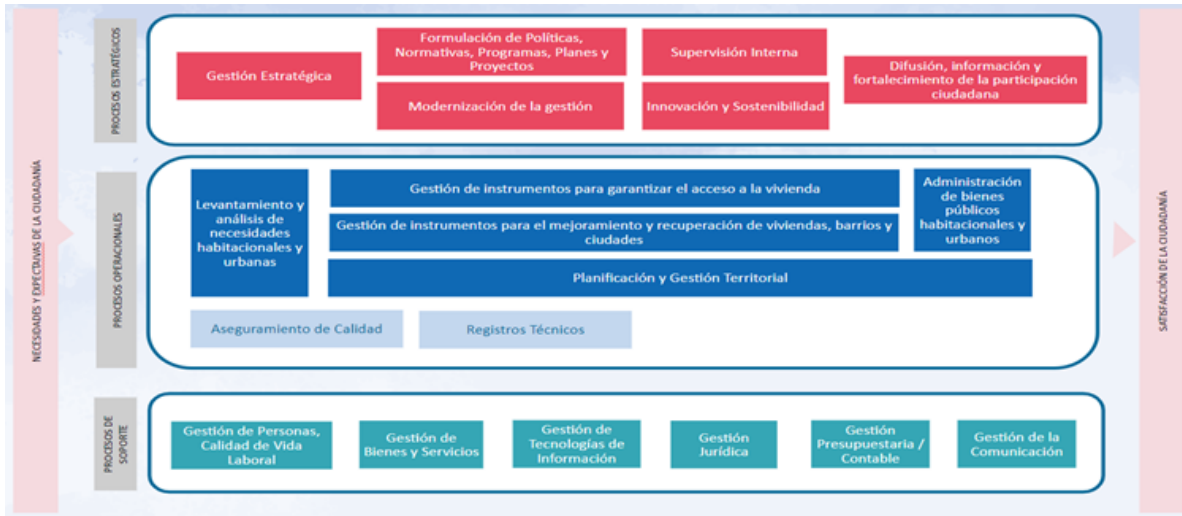 NECESIDADES Y EXPECTAVAS DE LA CIUDADANÍA
PROCESOS ESTRATÉGICOS
Gestión Estratégica
Formulación de Políticas,
Normativas, Programas, Planes y
Proyectos
Modernización de la gestión
Supervisión Interna
Innovación y Sostenibilidad
Difusión, información y
fortalecimiento de la participación
ciudadana
PROCESOS OPERACIONALES
Levantamiento y
análisis de
necesidades
habitacionales y
urbanas
Gestión de instrumentos para garantizar el acceso a la vivienda
Gestión de instrumentos para el mejoramiento y recuperación de viviendas, barrios y
ciudades
Administración
de bienes
públicos
habitacionales y
urbanos
Planificación y Gestión Territorial
Aseguramiento de Calidad
Registros Técnicos
PROCESOS DE
SOPORTE
Gestión de Personas,
Calidad de Vida
Laboral
Gestión de
Bienes y Servicios
Gestión de
Tecnologías de
Información
Gestión
Jurídica
Gestión
Presupuestaria /
Contable
Gestión de la
Comunicación
SATISFACCIÓN DE LA CIUDADANÍA